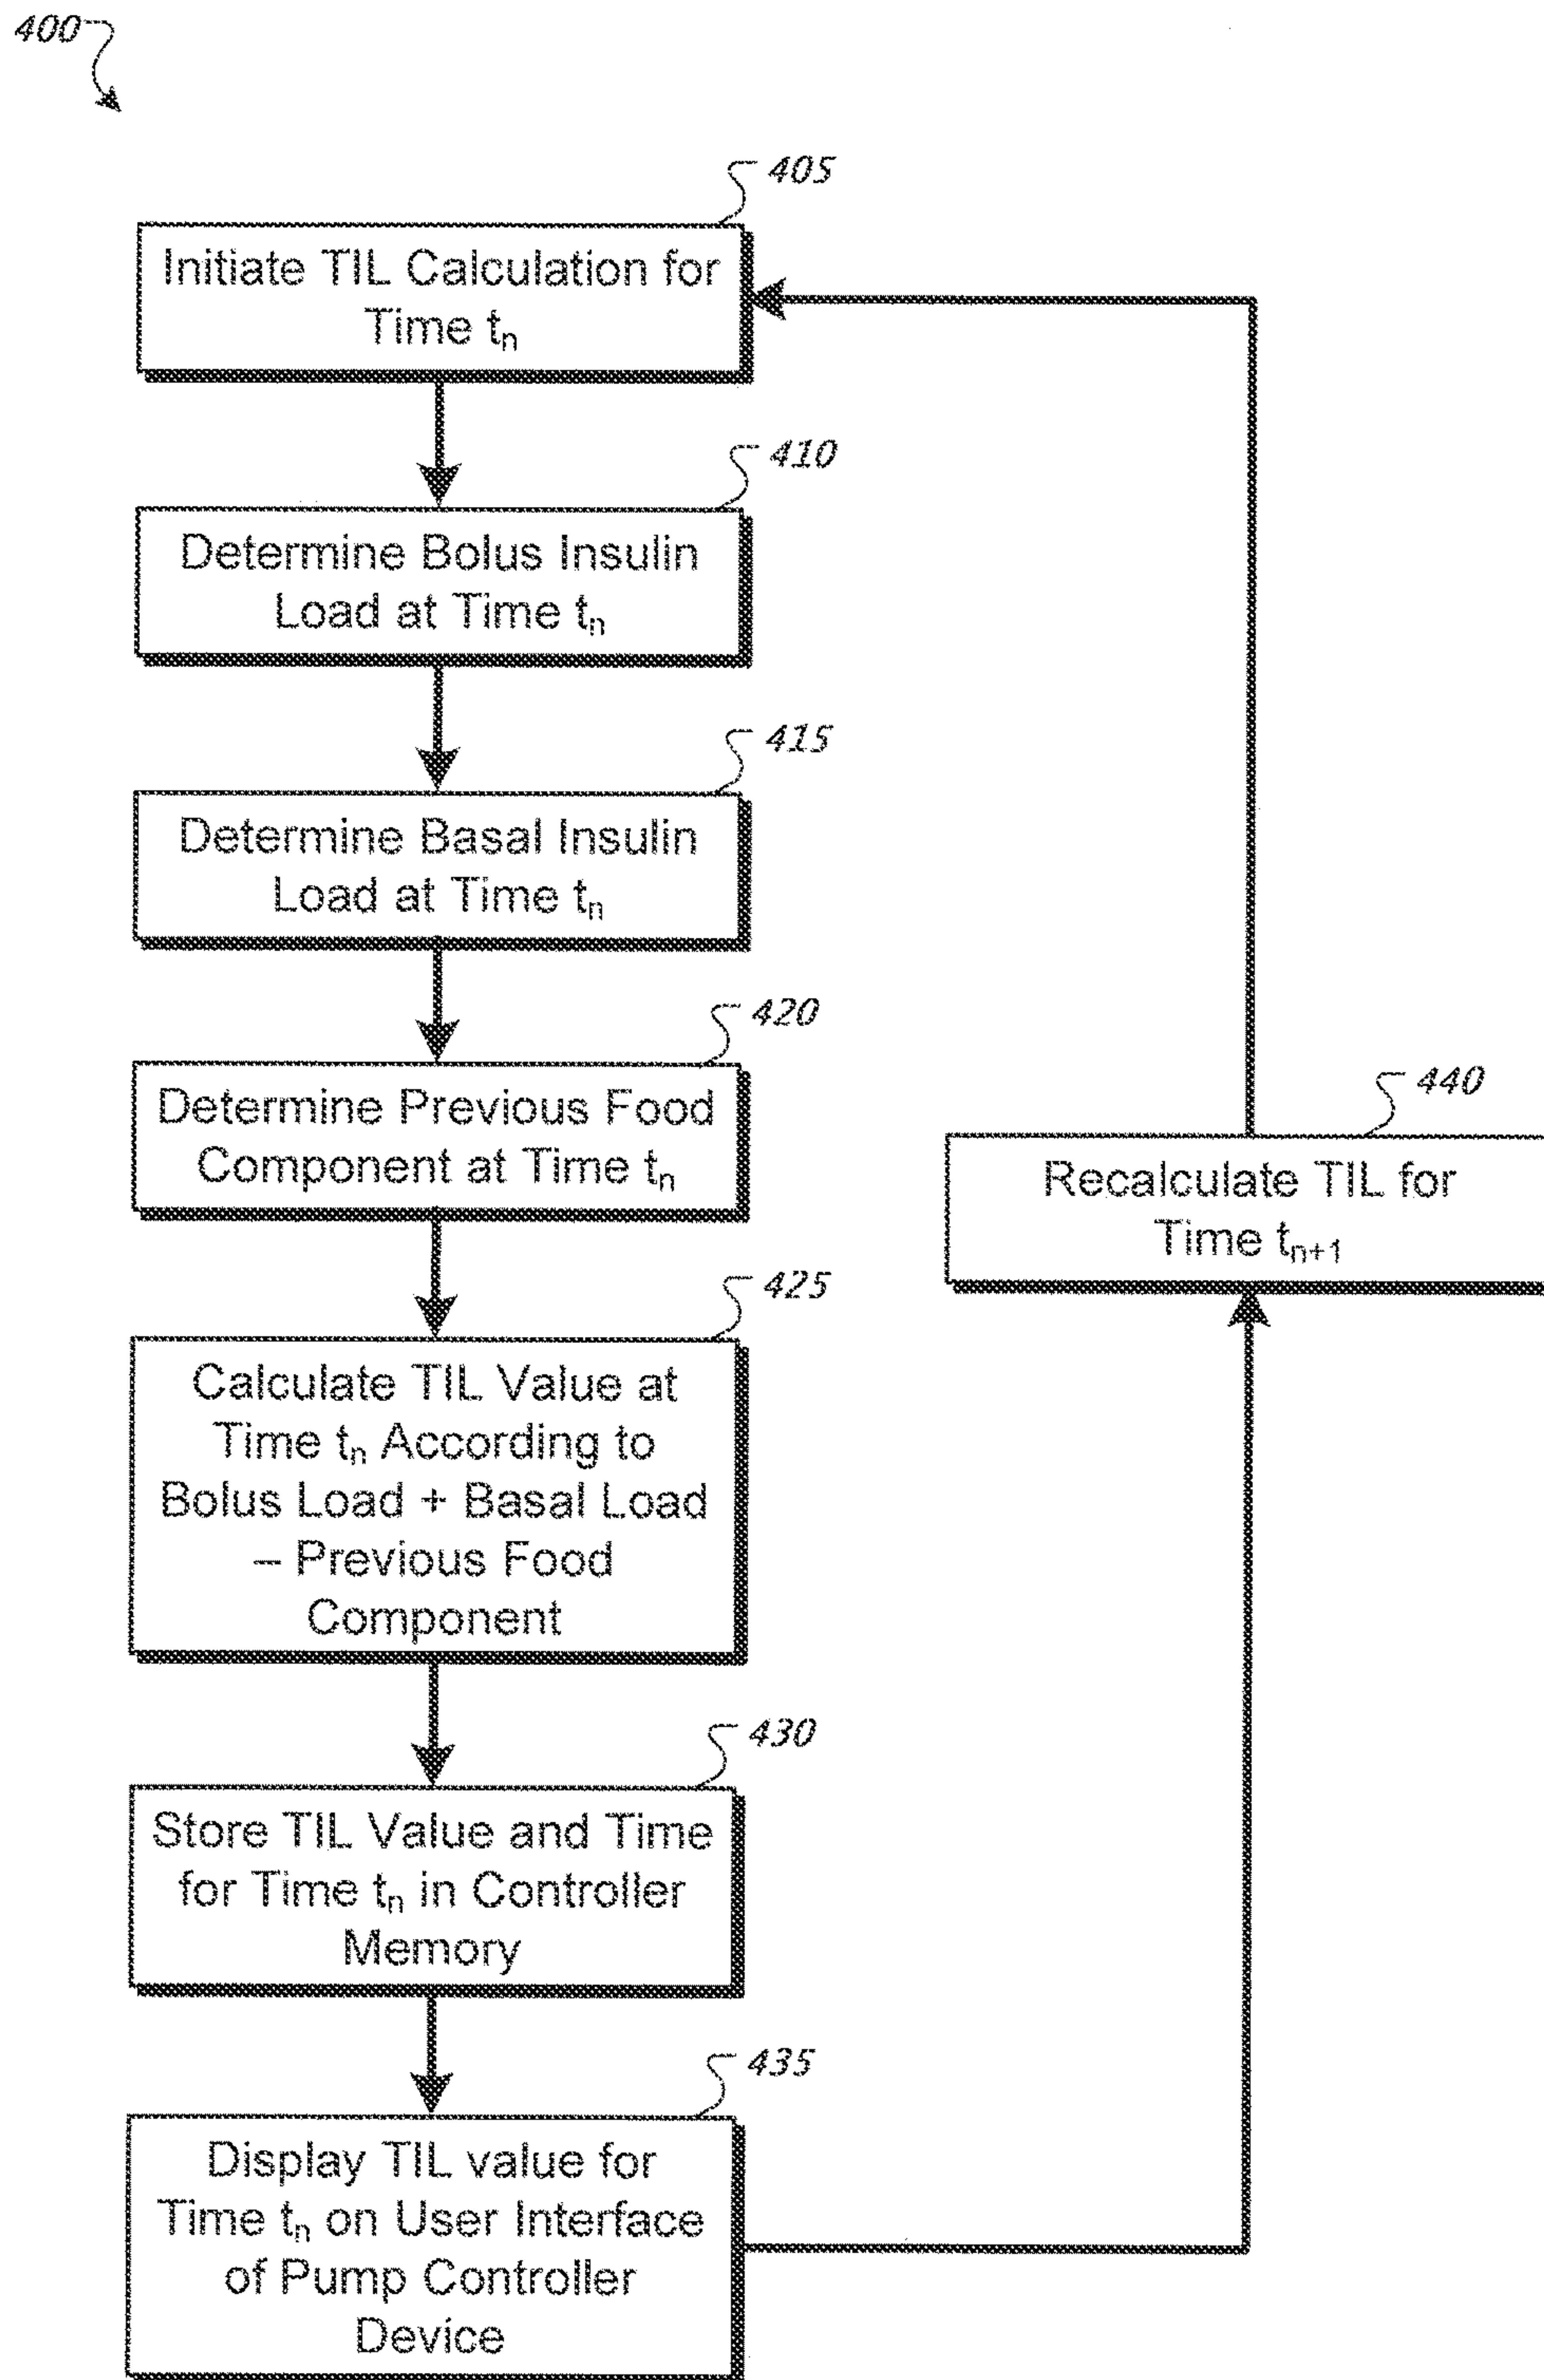 400
405
Initiate TIL Calculation for
Time tn
410
Determine Bolus Insulin
Load at Time tn
415
Determine Basal Insulin
Load at Time tn
420
Determine Previous Food
Component at Time tn
440
Recalculate TIL for
Time tn+1
425
Calculate TIL Value at
Time tn According to
Bolus Load + Basal Load
– Previous Food
Component
430
Store TIL Value and Time
for Time tn in Controller
Memory
435
Display TIL value for
Time tn on User Interface
of Pump Controller
Device